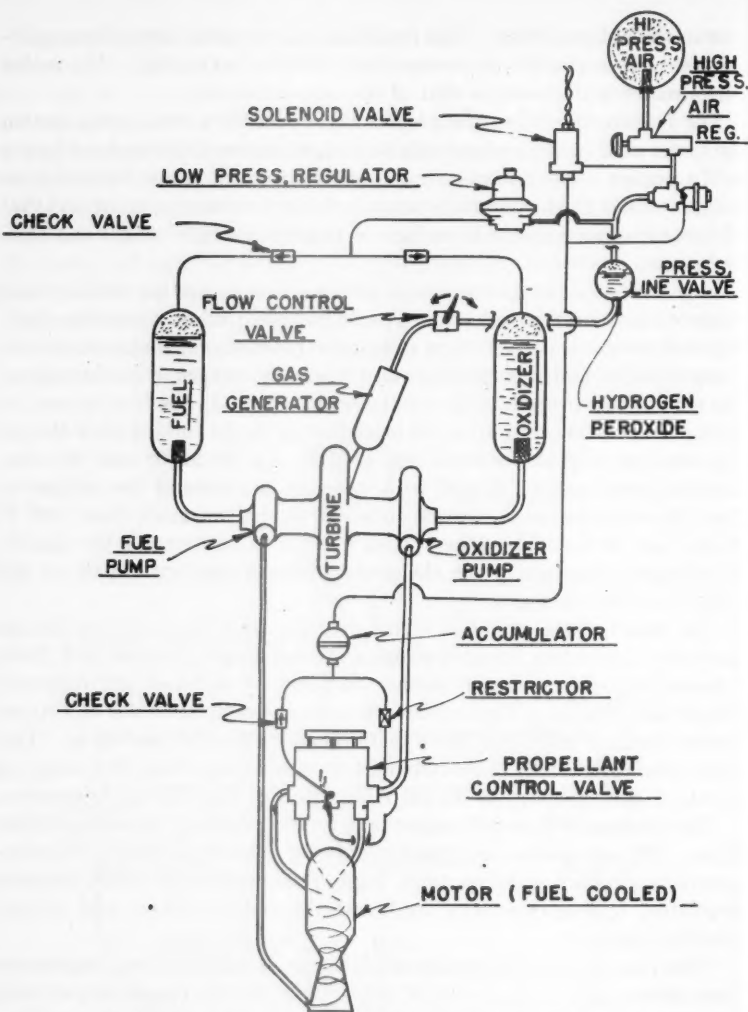 HI
PRESS
AIR
HIGH
PRESS.
AIR
REG.
SOLENOID VALVE
LOW PRESS. REGULATOR
CHECK VALVE
PRESS.
LINE VALVE
FLOW CONTROL
VALVE
GAS
GENERATOR
FUEL
OXIDIZER
HYDROGEN
PEROXIDE
TURBINE
FUEL
PUMP
OXIDIZER
PUMP
ACCUMULATOR
CHECK VALVE
RESTRICTOR
PROPELLANT
CONTROL VALVE
MOTOR (FUEL COOLED)